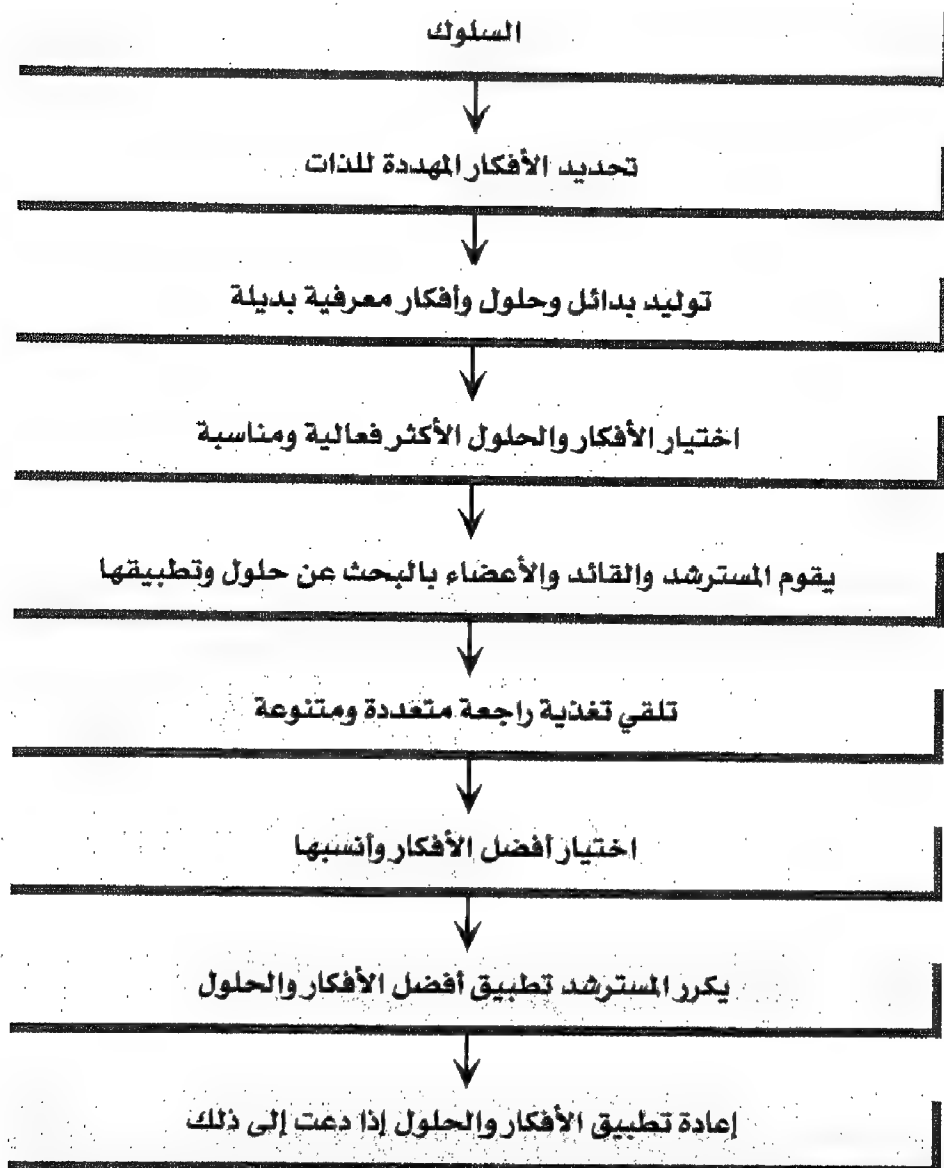 السلوك
تحديد الأفكار المهددة للذات
توليد بدائل وحلول وأفكار معرفية بديلة
اختيار الأفكار والحلول الأكثر فعالية ومناسبة
يقوم المسترشد والقائد والأعضاء بالبحث عن حلول وتطبيقها
تلقي تغذية راجعة متعددة ومتنوعة
اختيار أفضل الأفكار وأنسبها
يكرر المسترشد تطبيق أفضل الأفكار والحلول
إعادة تطبيق الأفكار والحلول إذا دعت إلى ذلك